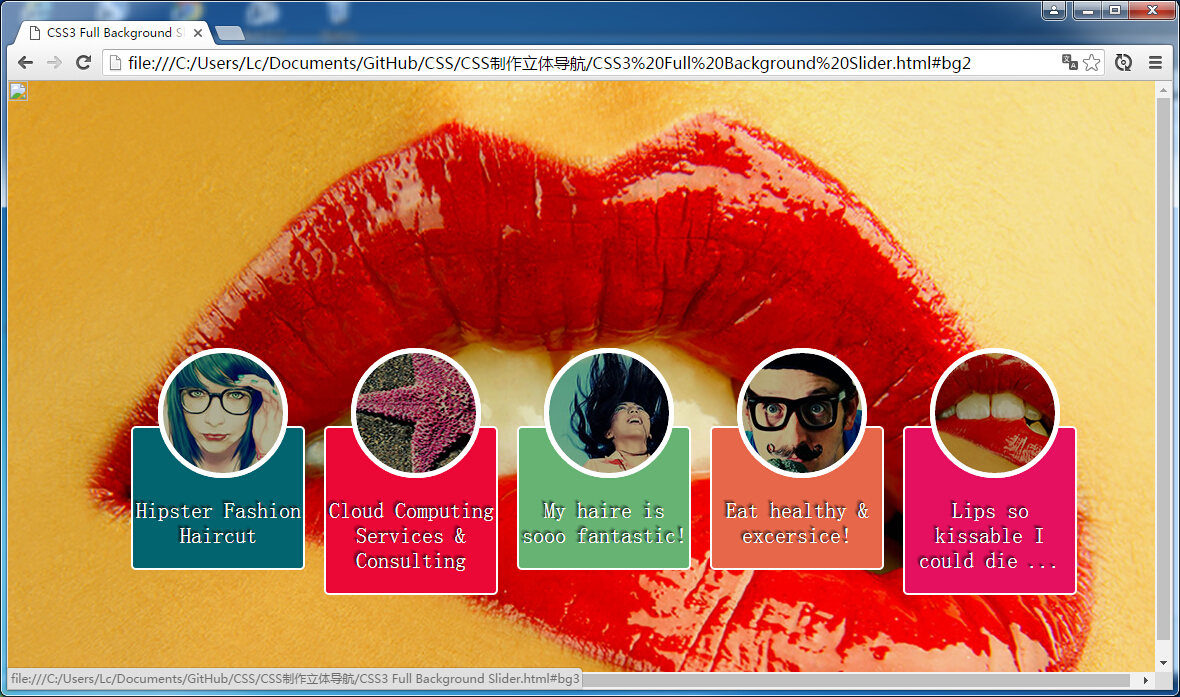 CSS3 Full Background S
file:///C:/Users/Lc/Documents/GitHub/CSS/CSS制作立体导航/CSS3%20Full%20Background%20Slider.html#bg2
Hipster Fashion
Haircut
Cloud Computing
Services &
Consulting
My haire is
sooo fantastic!
Eat healthy &
excersice!
Lips so
kissable I
could die ...
file:///C:/Users/Lc/Documents/GitHub/CSS/CSS制作立体导航/CSS3 Full Background Slider.html#bg3